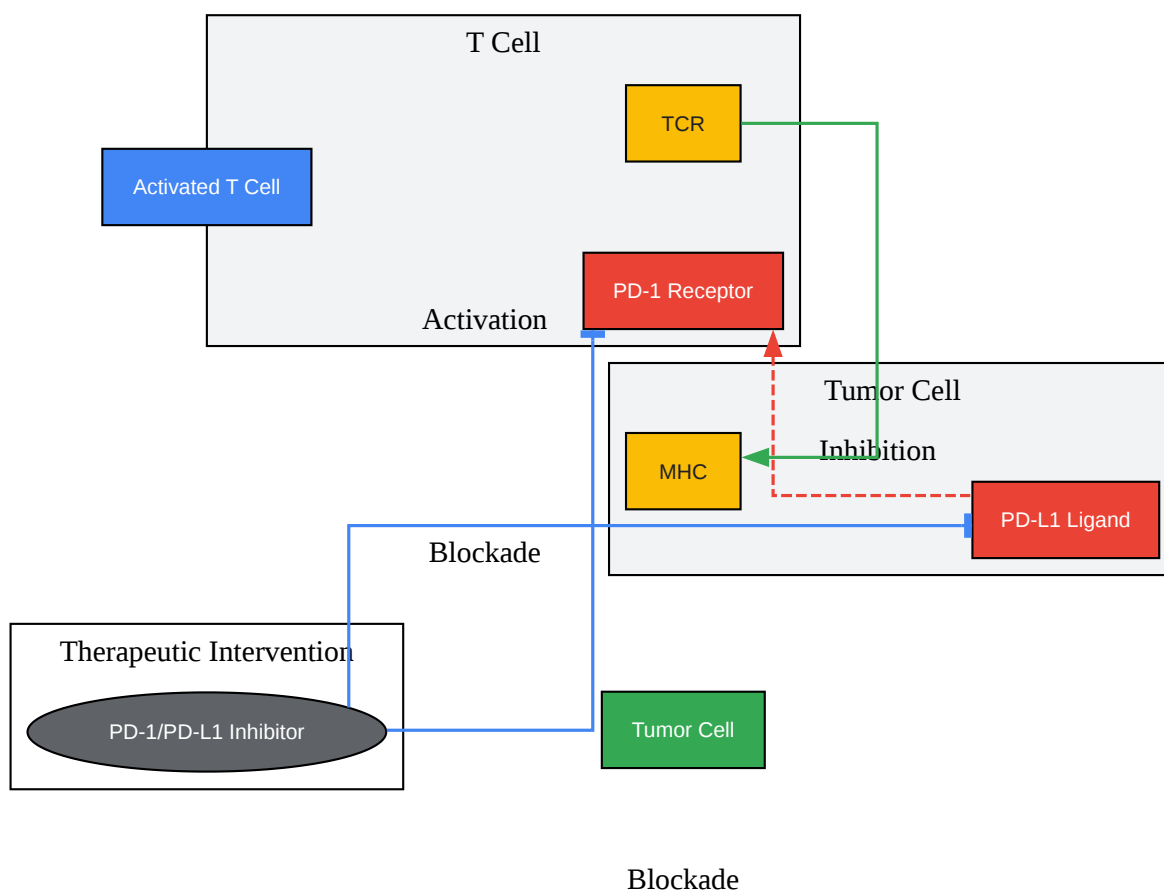 T Cell
TCR
Activated T Cell
PD-1 Receptor
Activation
Tumor Cell
Inhibition
MHC
PD-L1 Ligand
Blockade
Therapeutic Intervention
PD-1/PD-L1 Inhibitor
Tumor Cell
Blockade